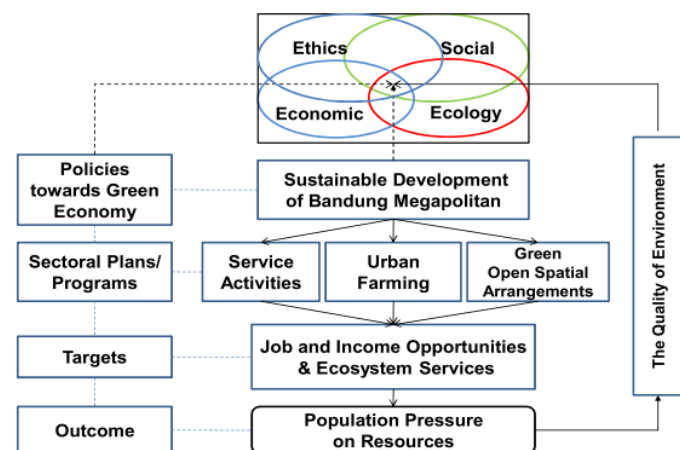 Ethics
Social
Economic
Ecology
Policies
towards Green
Economy
Sustainable Development
of Bandung Megapolitan
Sectoral Plans/
Programs
Service
Activities
Urban
Farming
Green
Open Spatial
Arrangements
Targets
Job and Income Opportunities
& Ecosystem Services
Outcome
Population Pressure
on Resources
The Quality of Environment